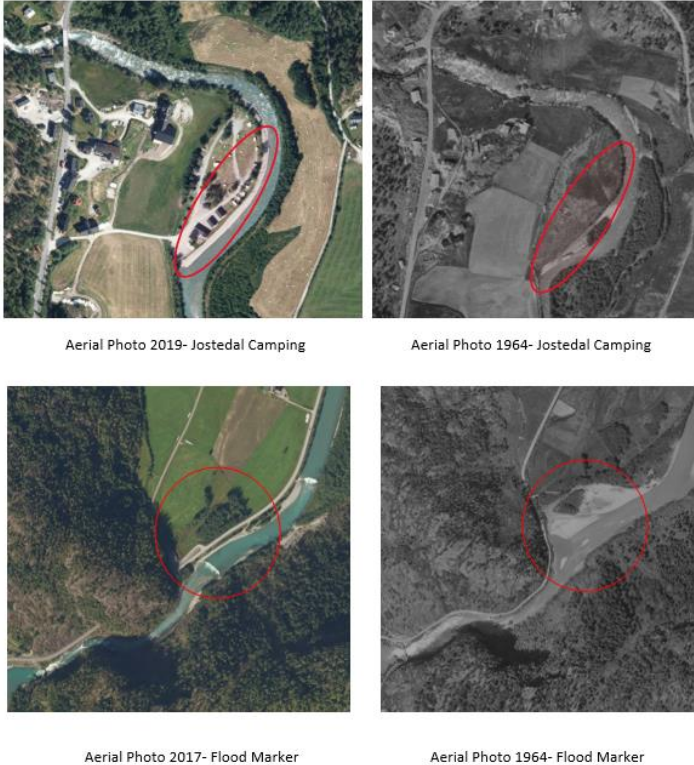 Aerial Photo 2019- Jostedal Camping
Aerial Photo 1964- Jostedal Camping
Aerial Photo 2017- Flood Marker
Aerial Photo 1964- Flood Marker